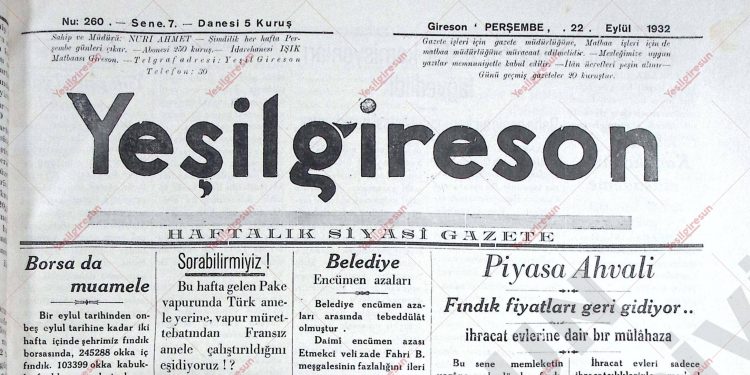 Nu: 260 . — Sene. 7. — Danesi 5 Kuruş
Gireson ' PERŞEMBE, . 22 . Eylül 1932
Sahip ve Müdürü: NURİ AHMET — Şimdilik her hafta Per-
şembe günleri çıkar. —Abonesi 250 kuruş.— İdarehanesi IŞIK
Matbaası Gireson. — Telgraf adresi: Yeşil Gireson
Telefon: 30
Gazete işleri için gazete müdürlüğüne, Matbaa işleri için de
matbaa müdürlüğüne müracaat edilmelidir. —Mesleğimize uygun
yazılar memnuniyetle kabul edilir. —İlân ücretleri peşin alınır—
Günü geçmiş gazeteler 20 kuruştur.
Yeşilgireson
HAFTALIK SİYASİ GAZETE
Borsa da
muamele
Bir eylul tarihinden on-
beş eylul tarihine kadar iki
hafta içinde şehrimiz fındık
borsasında, 245288 okka iç
fındık. 103399 okka kabuk-
Sorabilirmiyiz !
Bu hafta gelen Pake
vapurunda Türk ame-
le yerine, vapur müret-
tebatından Fransız
amele çalıştırıldığını
eşidiyoruz ! ?
Belediye
Encümen azaları
Belediye encümen aza-
ları arasında tebeddülât
olmuştur .
Daimî encümen azası
Etmekci veli zade Fahri B.
meşgalesinin fazlalığını ileri
Piyasa Ahvali
Fındık fiyatları geri gidiyor..
ihracat evlerine dair bir mülâhaza
Bu sene memleketin
İhracat evleri sadece